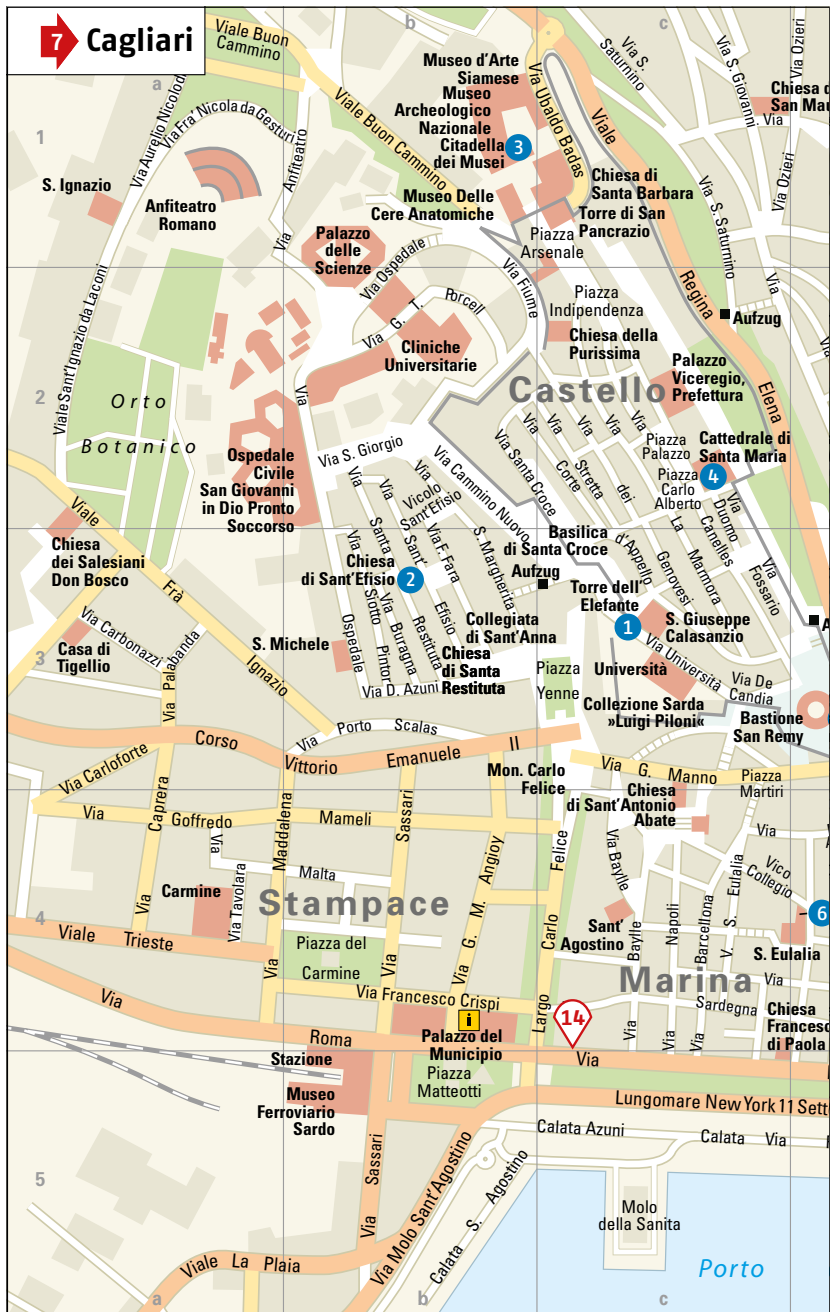 7 Cagliari
a
b
c
1
2
3
4
5
a
b
c
Viale Buon
Cammino
Viale Buon Cammino
Museo d'Arte
Siamese
Museo
Archeologico
Nazionale
Citadella
dei Musei
3
Via Ubaldo Badas
Viale
Regina
Elena
Via S.
Saturnino
Via S. Giovanni
Via Ozieri
Chiesa d
San Mau
Via
Via Ozieri
Via S. Saturnino
Via
Via Aurelio Nicolodi
Via Fra' Nicola da Gesturi
S. Ignazio
Anfiteatro
Romano
Anfiteatro
Via
Museo Delle
Cere Anatomiche
Chiesa di
Santa Barbara
Torre di San
Pancrazio
Piazza
Arsenale
Palazzo
delle
Scienze
Via Ospedale
Via G. T. Porcell
Via Fiume
Piazza
Indipendenza
Chiesa della
Purissima
Aufzug
Cliniche
Universitarie
Castello
Palazzo
Viceregio,
Prefettura
Viale Sant'Ignazio da Laconi
Orto
Botanico
Via
Ospedale
Civile
San Giovanni
in Dio Pronto
Soccorso
Via S. Giorgio
Via Cammino Nuovo
Via Santa Croce
Via
Corte
d'Appello
Via
Stretta
Via
dei
Genovesi
Via
La
Marmora
Piazza
Palazzo
Cattedrale di
Santa Maria
4
Piazza
Carlo
Alberto
Via
Duomo
Canelles
Via
Fossario
Via
Vicolo
Sant'Efisio
Via
Santa
Restituta
Via
Sant'
Efisio
Via F. Fara
S. Margherita
Basilica
di Santa Croce
Aufzug
Viale
Frà
Ignazio
Chiesa
dei Salesiani
Don Bosco
Chiesa
di Sant'Efisio
2
Torre dell'
Elefante
1
S. Giuseppe
Calasanzio
A
Via Carbonazzi
Casa di
Tigellio
Via Palabanda
S. Michele
Via
Ospedale
Siotto
Pintor
Via
Buragna
Collegiata
di Sant'Anna
Chiesa
di Santa
Restituta
Via D. Azuni
Piazza
Yenne
Università
Via Università
Via De
Candia
Collezione Sarda
»Luigi Piloni«
Bastione
San Remy
Via Porto Scalas
Corso
Vittorio
Emanuele
II
Via Carloforte
Mon. Carlo
Felice
Via G. Manno
Piazza
Martiri
Chiesa
di Sant'Antonio
Abate
Via Caprera
Via
Goffredo
Mameli
Via Maddalena
Via Sassari
Via G. M. Angioy
Largo Carlo Felice
Via Baylle
Via
Via
Tavolara
Malta
Carmine
Stampace
Vico
Collegio
6
Viale Trieste
Piazza del
Carmine
Sant'
Agostino
Via Baylle
Via Napoli
Via Barcellona
V. S. Eulalia
S. Eulalia
Marina
Via
Via Francesco Crispi
i
14
Sardegna
Chiesa
Francesc
di Paola
Via
Roma
Via
Stazione
Palazzo del
Municipio
Piazza
Matteotti
Museo
Ferroviario
Sardo
Via Sassari
Lungomare New York 11 Sett
Calata Azuni
Calata Via
Via Molo Sant'Agostino
Calata S. Agostino
Viale La Plaia
Molo
della Sanita
Porto